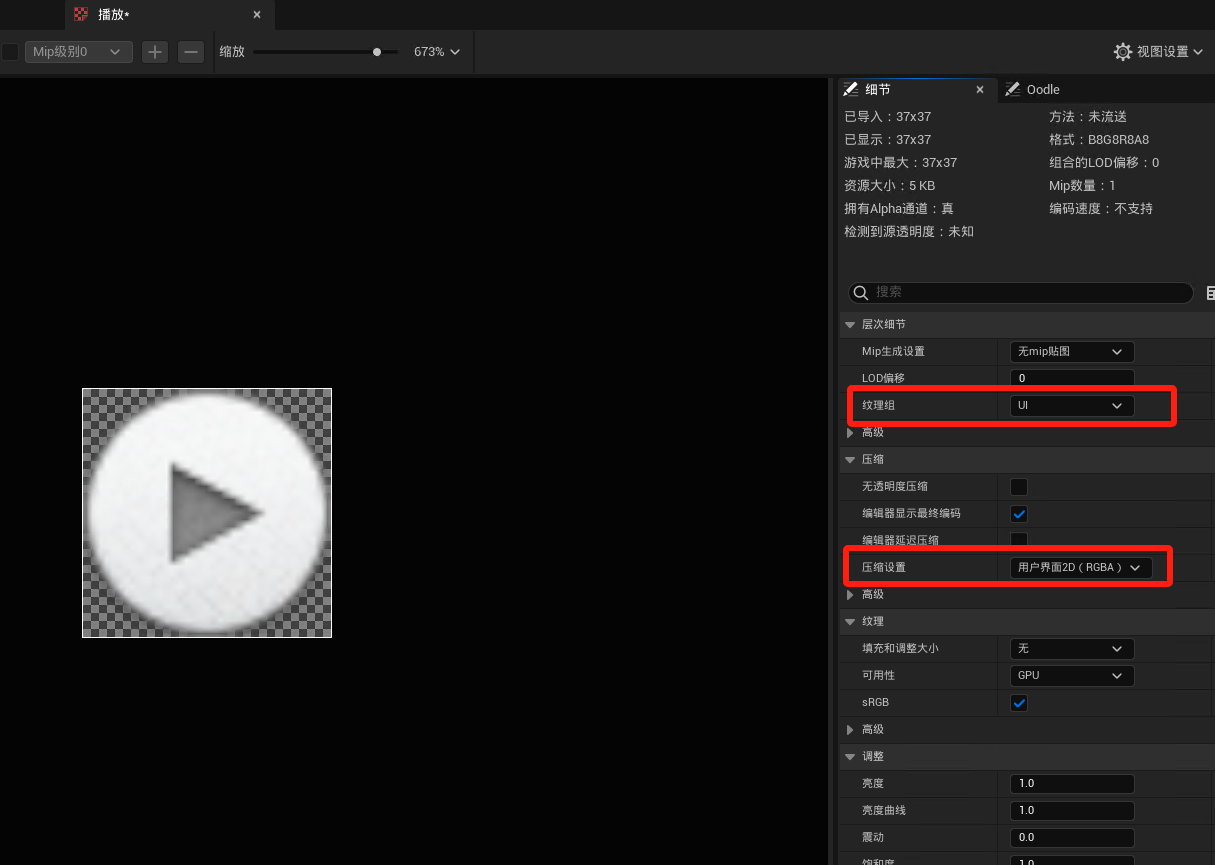 播放*
Mip级别0
缩放
673%
视图设置
细节
Oodle
已导入：37x37
方法：未流送
已显示：37x37
格式：B8G8R8A8
游戏中最大：37x37
组合的LOD偏移：0
资源大小：5 KB
Mip数量：1
拥有Alpha通道：真
编码速度：不支持
检测到源透明度：未知
搜索
层次细节
Mip生成设置 无mip贴图
LOD偏移 0
纹理组 UI
高级
压缩
无透明度压缩
编辑器显示最终编码
编辑器延迟压缩
压缩设置 用户界面2D（RGBA）
高级
纹理
填充和调整大小 无
可用性 GPU
sRGB
高级
调整
亮度 1.0
亮度曲线 1.0
震动 0.0
饱和度 1.0